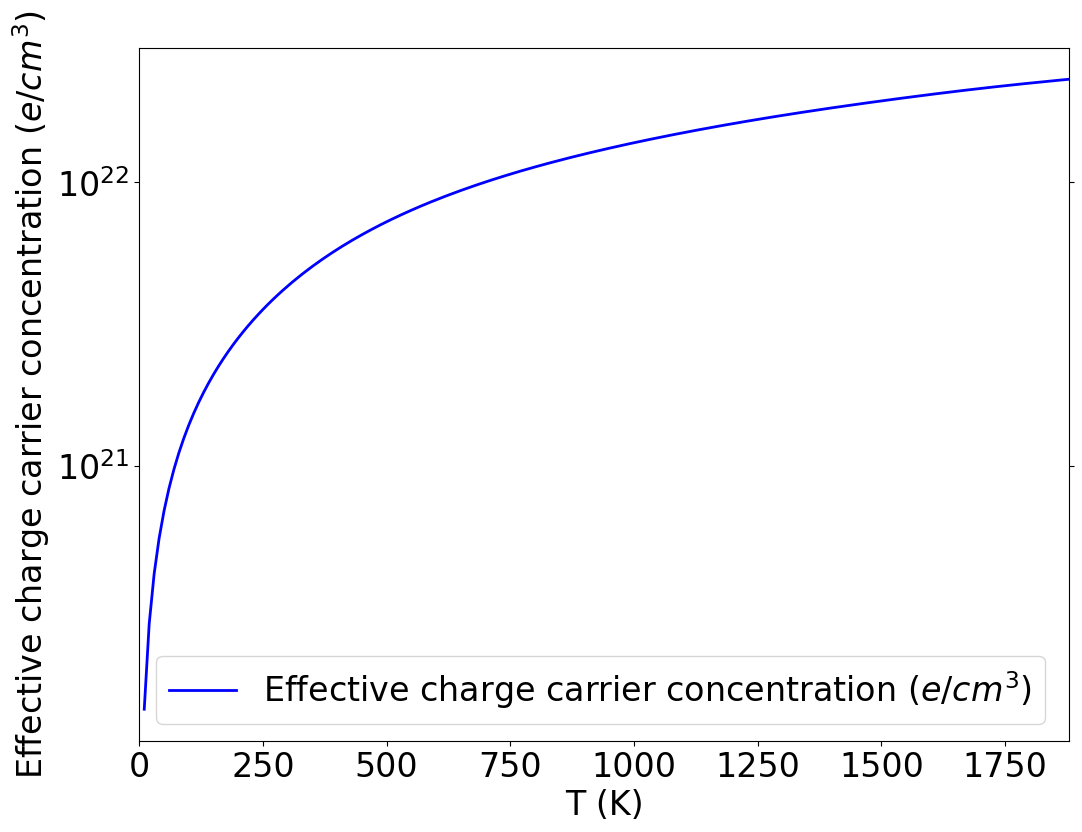 Effective charge carrier concentration (e/cm³)
10²²
10²¹
Effective charge carrier concentration (e/cm³)
0 250 500 750 1000 1250 1500 1750
T (K)